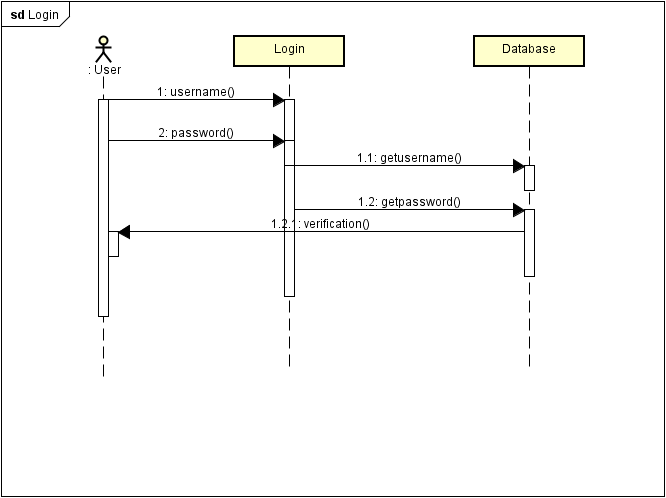 sd Login
Login
Database
: User
1: username()
2: password()
1.1: getusername()
1.2: getpassword()
1.2.1: verification()